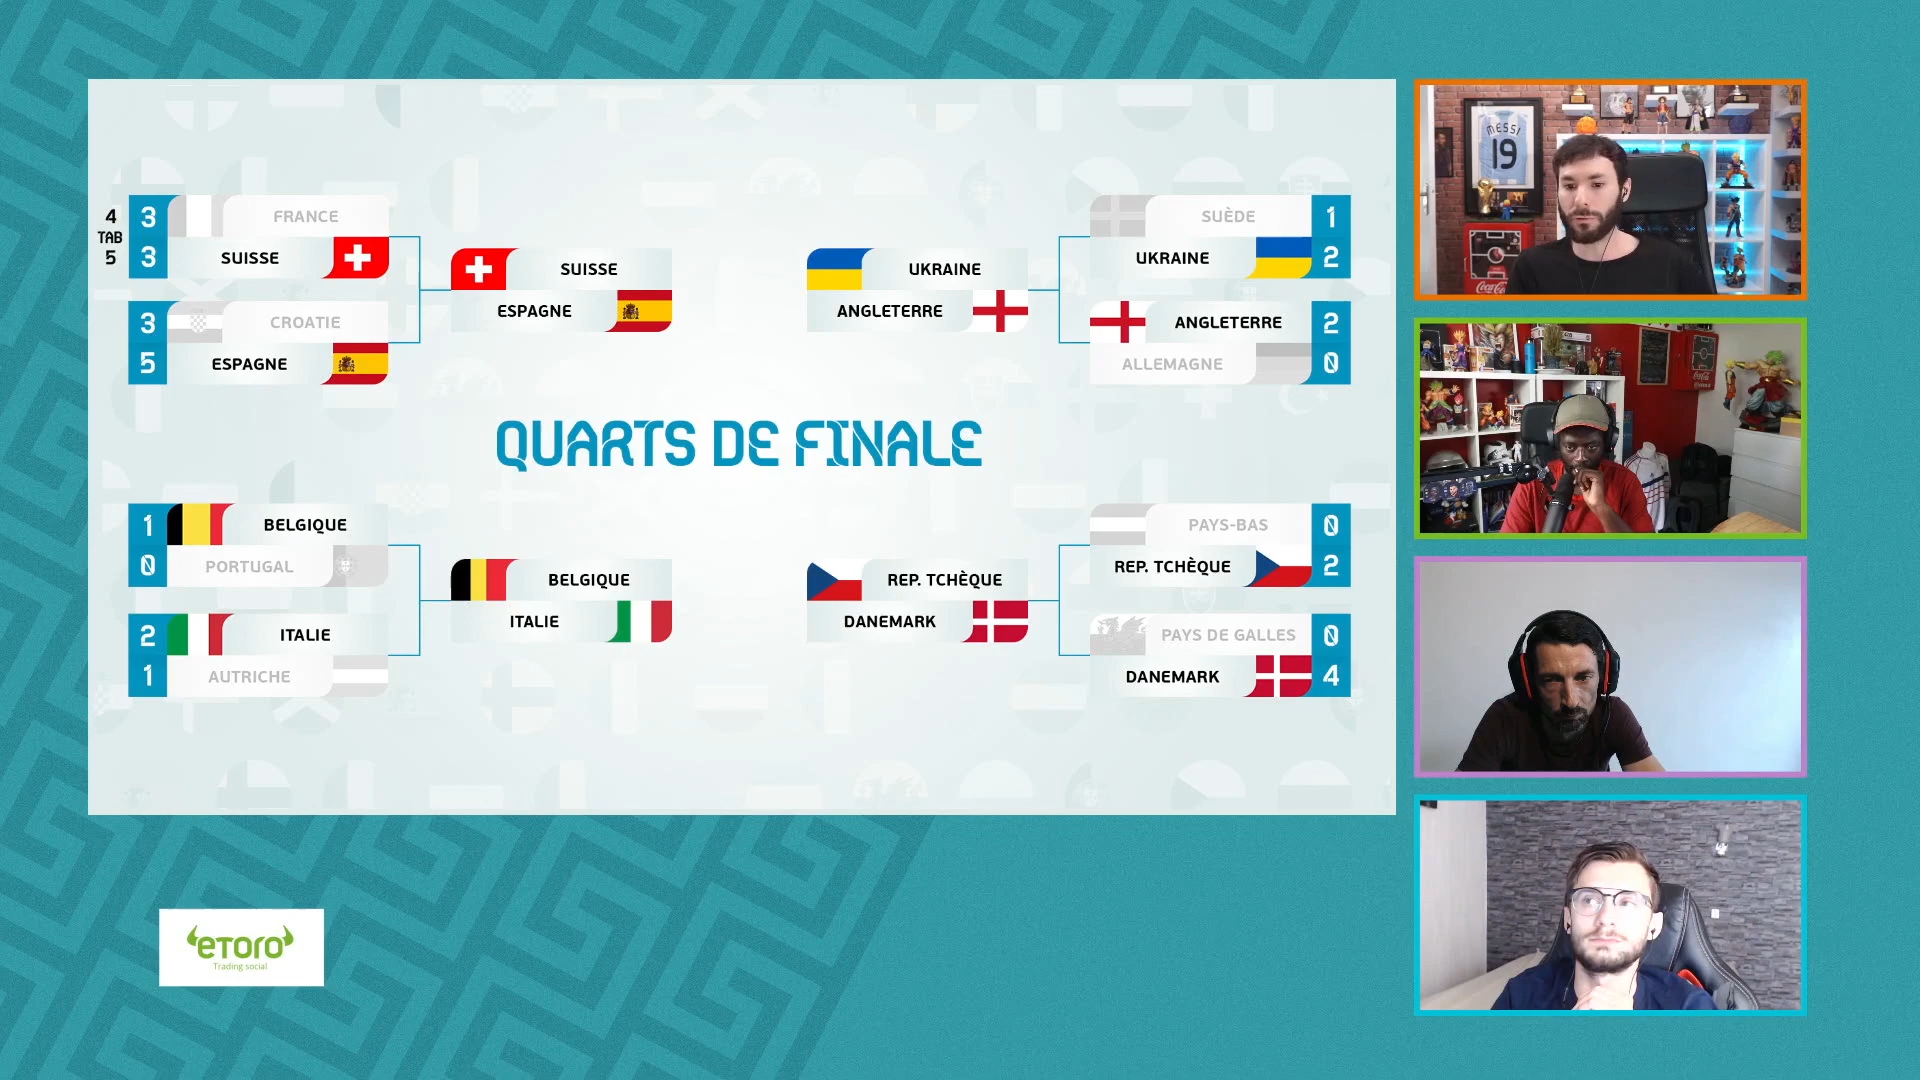 4
TAB
5
3 FRANCE
3 SUISSE
3 CROATIE
5 ESPAGNE
SUISSE
ESPAGNE
UKRAINE
ANGLETERRE
SUÈDE 1
UKRAINE 2
ANGLETERRE 2
ALLEMAGNE 0
QUARTS DE FINALE
1 BELGIQUE
0 PORTUGAL
2 ITALIE
1 AUTRICHE
BELGIQUE
ITALIE
REP. TCHÈQUE
DANEMARK
PAYS-BAS 0
REP. TCHÈQUE 2
PAYS DE GALLES 0
DANEMARK 4
eToro
Trading social
MESSI
19
Coca-Cola